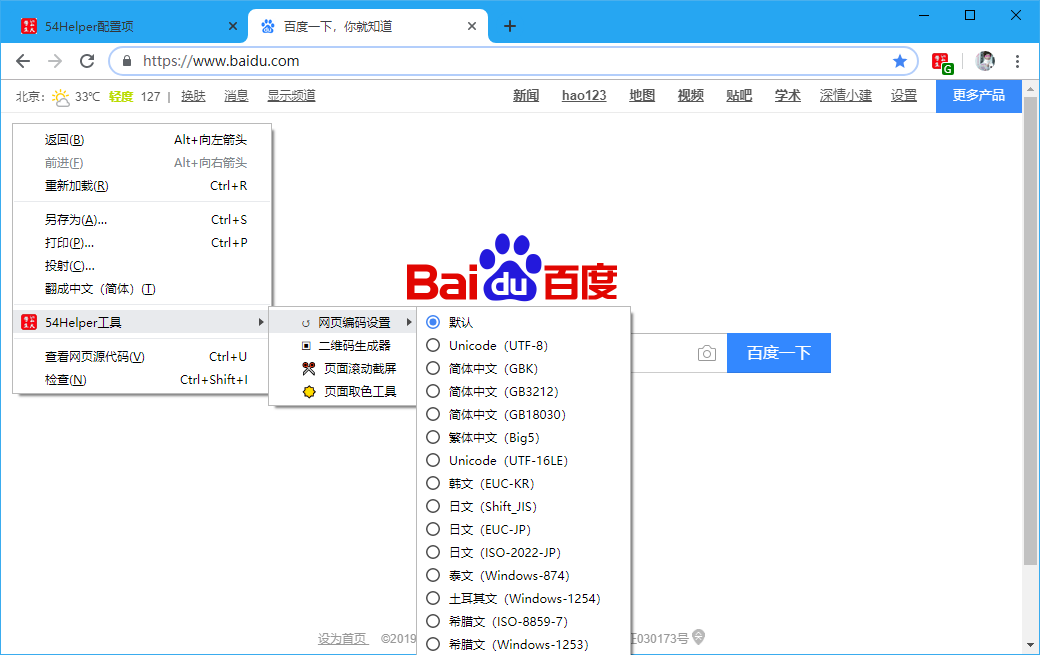 54Helper配置项
百度一下，你就知道
https://www.baidu.com
G
北京： 33℃ 轻度 127 | 换肤 消息 显示频道
新闻 hao123 地图 视频 贴吧 学术 深情小建 设置 更多产品
返回(B) Alt+向左箭头
前进(F) Alt+向右箭头
重新加载(R) Ctrl+R
另存为(A)... Ctrl+S
打印(P)... Ctrl+P
投射(C)...
翻成中文（简体）(T)
54Helper工具
查看网页源代码(V) Ctrl+U
检查(N) Ctrl+Shift+I
网页编码设置
二维码生成器
页面滚动截屏
页面取色工具
Baidu百度
百度一下
默认
Unicode（UTF-8）
简体中文（GBK）
简体中文（GB3212）
简体中文（GB18030）
繁体中文（Big5）
Unicode（UTF-16LE）
韩文（EUC-KR）
日文（Shift_JIS）
日文（EUC-JP）
日文（ISO-2022-JP）
泰文（Windows-874）
土耳其文（Windows-1254）
希腊文（ISO-8859-7）
希腊文（Windows-1253）
设为首页 ©2019 证030173号